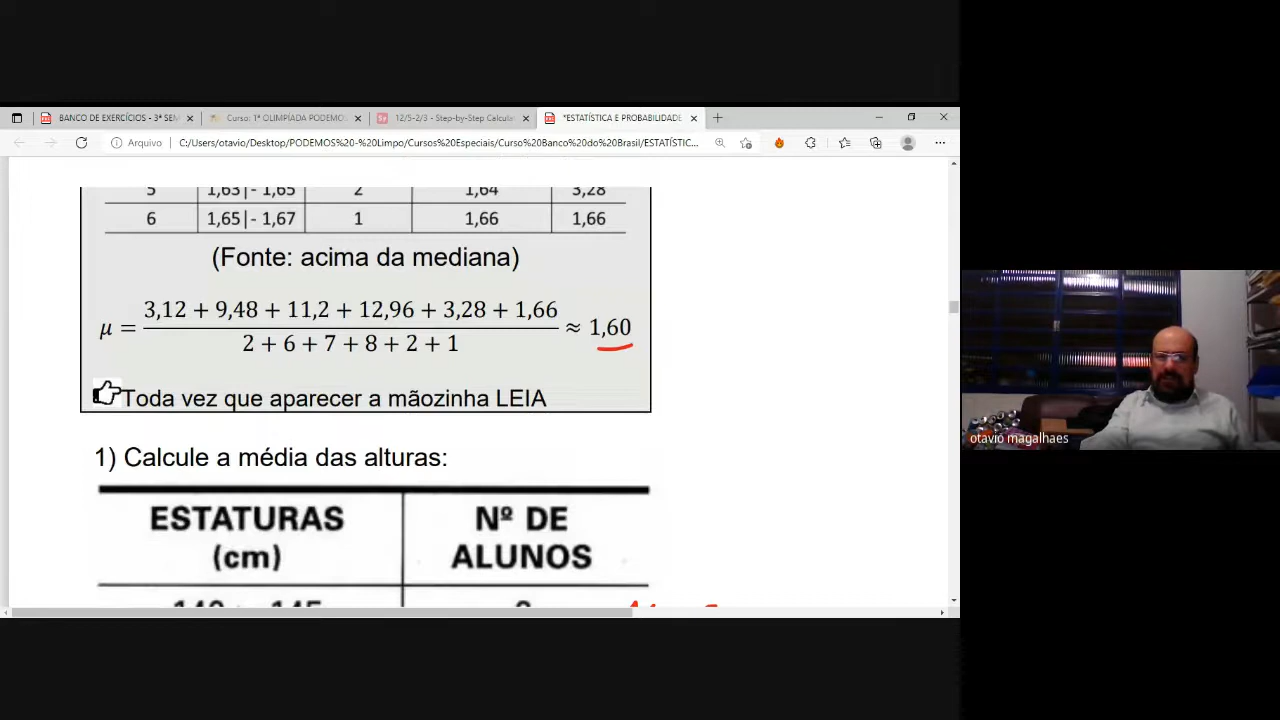 BANCO DE EXERCÍCIOS - 3ª SEM
Curso: 1ª OLIMPÍADA PODEMOS
12/5-2/3 - Step-by-Step Calcula
*ESTATÍSTICA E PROBABILIDADE
Arquivo
C:/Users/otavio/Desktop/PODEMOS%20-%20Limpo/Cursos%20Especiais/Curso%20Banco%20do%20Brasil/ESTATÍSTIC...
5 1,63|- 1,65 2 1,64 3,28
6 1,65|- 1,67 1 1,66 1,66
(Fonte: acima da mediana)
μ = 3,12 + 9,48 + 11,2 + 12,96 + 3,28 + 1,66 / 2 + 6 + 7 + 8 + 2 + 1 ≈ 1,60
Toda vez que aparecer a mãozinha LEIA
1) Calcule a média das alturas:
ESTATURAS (cm)
Nº DE ALUNOS
otavio magalhaes